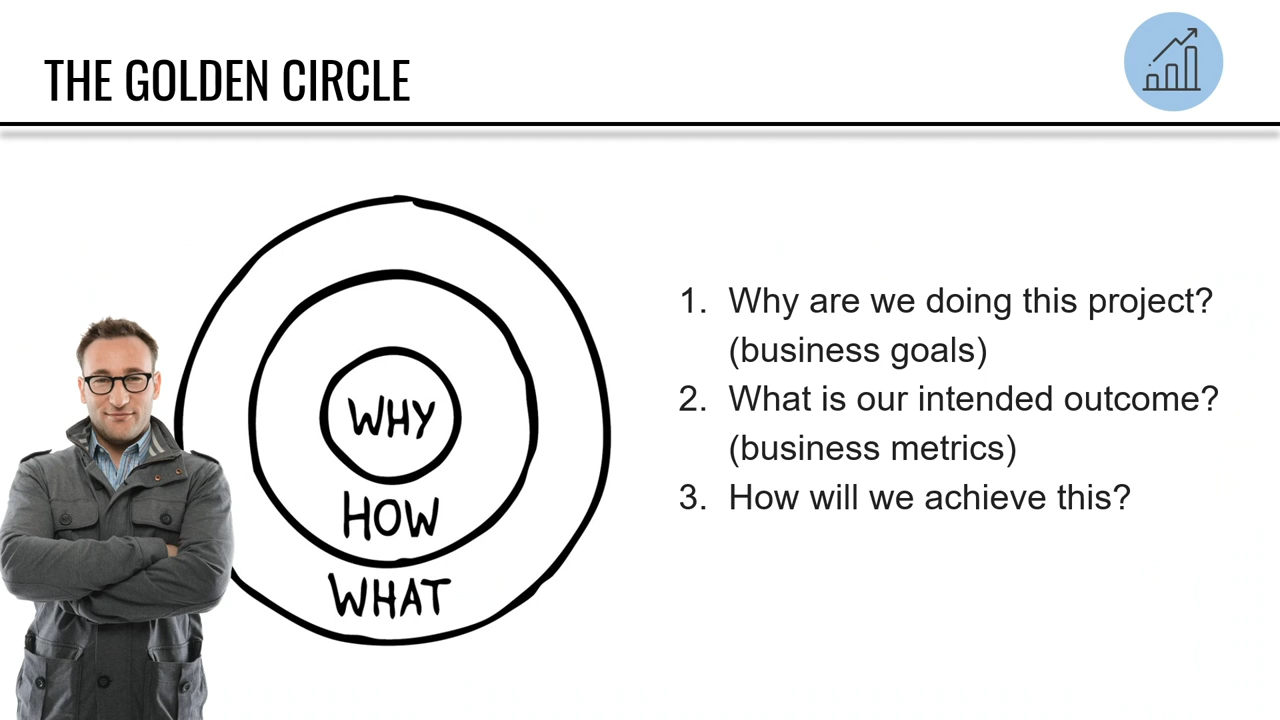 THE GOLDEN CIRCLE
WHY
HOW
WHAT
1. Why are we doing this project?
(business goals)
2. What is our intended outcome?
(business metrics)
3. How will we achieve this?